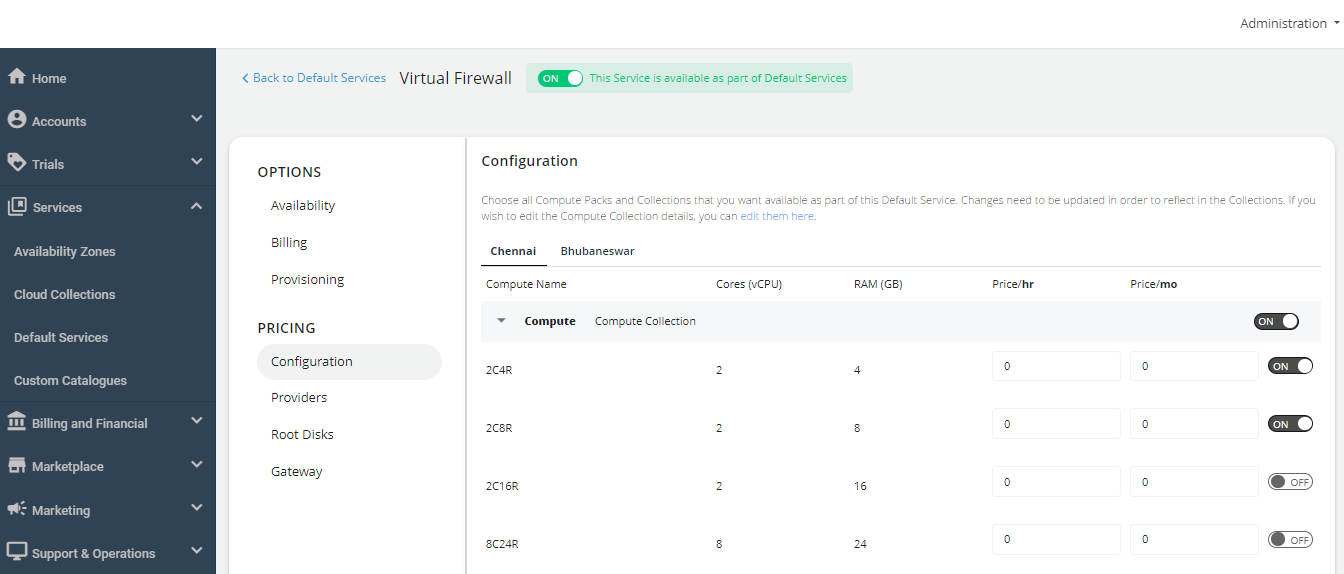 Administration
Home
Accounts
Trials
Services
Availability Zones
Cloud Collections
Default Services
Custom Catalogues
Billing and Financial
Marketplace
Marketing
Support & Operations
Back to Default Services Virtual Firewall ON This Service is available as part of Default Services
OPTIONS
Availability
Billing
Provisioning
PRICING
Configuration
Providers
Root Disks
Gateway
Configuration
Choose all Compute Packs and Collections that you want available as part of this Default Service. Changes need to be updated in order to reflect in the Collections. If you
wish to edit the Compute Collection details, you can edit them here.
Chennai Bhubaneswar
Compute Name Cores (vCPU) RAM (GB) Price/hr Price/mo
Compute Compute Collection ON
2C4R 2 4 0 0 ON
2C8R 2 8 0 0 ON
2C16R 2 16 0 0 OFF
8C24R 8 24 0 0 OFF